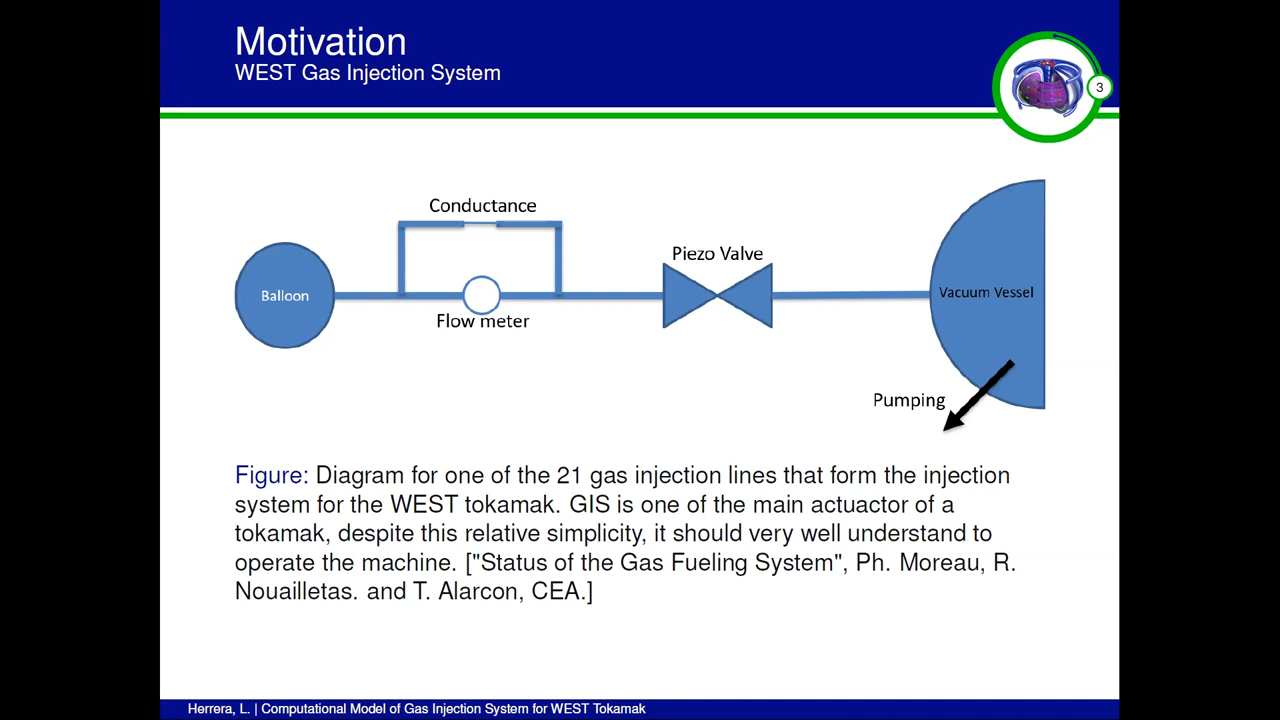 Motivation
WEST Gas Injection System
3
Conductance
Piezo Valve
Balloon
Vacuum Vessel
Flow meter
Pumping
Figure: Diagram for one of the 21 gas injection lines that form the injection
system for the WEST tokamak. GIS is one of the main actuactor of a
tokamak, despite this relative simplicity, it should very well understand to
operate the machine. ["Status of the Gas Fueling System", Ph. Moreau, R.
Nouailletas. and T. Alarcon, CEA.]
Herrera, L. | Computational Model of Gas Injection System for WEST Tokamak